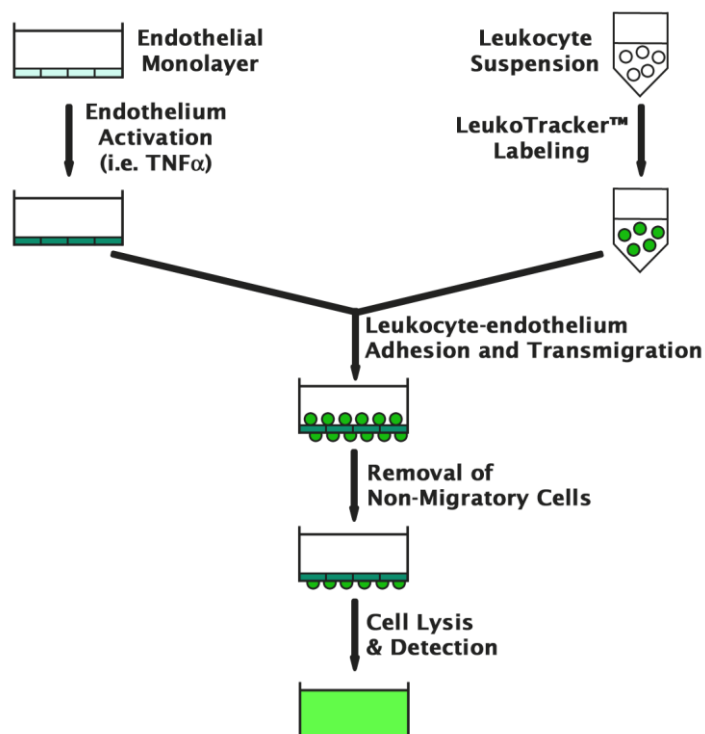 Endothelial
Monolayer
Leukocyte
Suspension
Endothelium
Activation
(i.e. TNFα)
LeukoTracker™
Labeling
Leukocyte-endothelium
Adhesion and Transmigration
Removal of
Non-Migratory Cells
Cell Lysis
& Detection